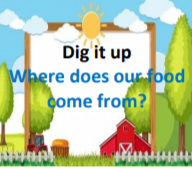 Dig it up
Where does our food
come from?